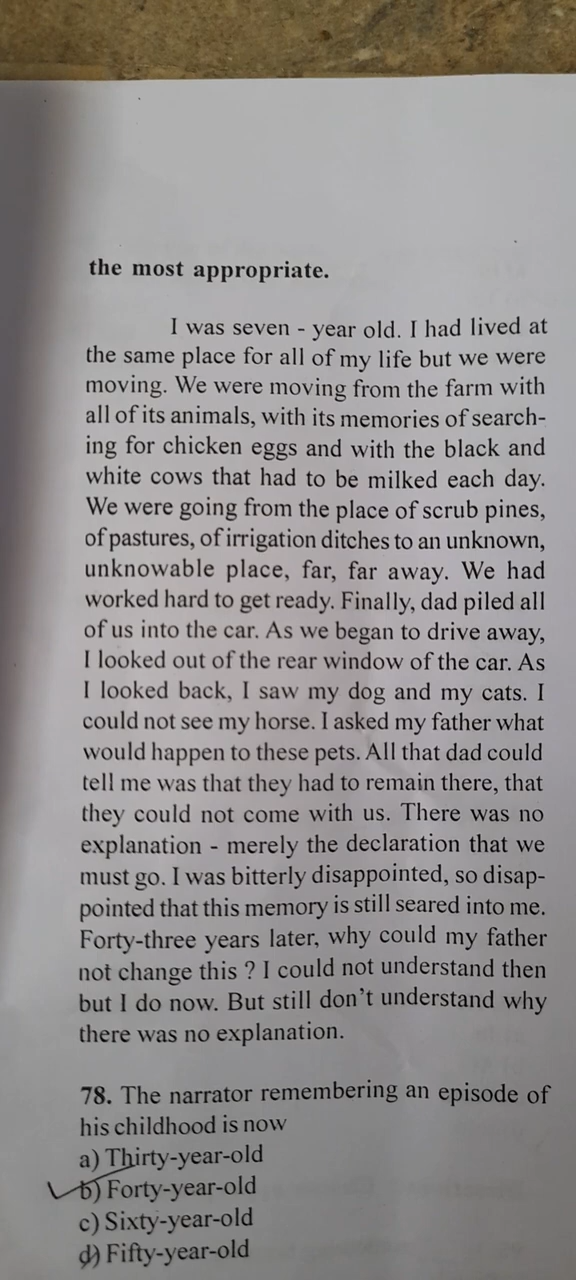 the most appropriate.
I was seven - year old. I had lived at
the same place for all of my life but we were
moving. We were moving from the farm with
all of its animals, with its memories of search-
ing for chicken eggs and with the black and
white cows that had to be milked each day.
We were going from the place of scrub pines,
of pastures, of irrigation ditches to an unknown,
unknowable place, far, far away. We had
worked hard to get ready. Finally, dad piled all
of us into the car. As we began to drive away,
I looked out of the rear window of the car. As
I looked back, I saw my dog and my cats. I
could not see my horse. I asked my father what
would happen to these pets. All that dad could
tell me was that they had to remain there, that
they could not come with us. There was no
explanation - merely the declaration that we
must go. I was bitterly disappointed, so disap-
pointed that this memory is still seared into me.
Forty-three years later, why could my father
not change this ? I could not understand then
but I do now. But still don't understand why
there was no explanation.
78. The narrator remembering an episode of
his childhood is now
a) Thirty-year-old
b) Forty-year-old
c) Sixty-year-old
d) Fifty-year-old